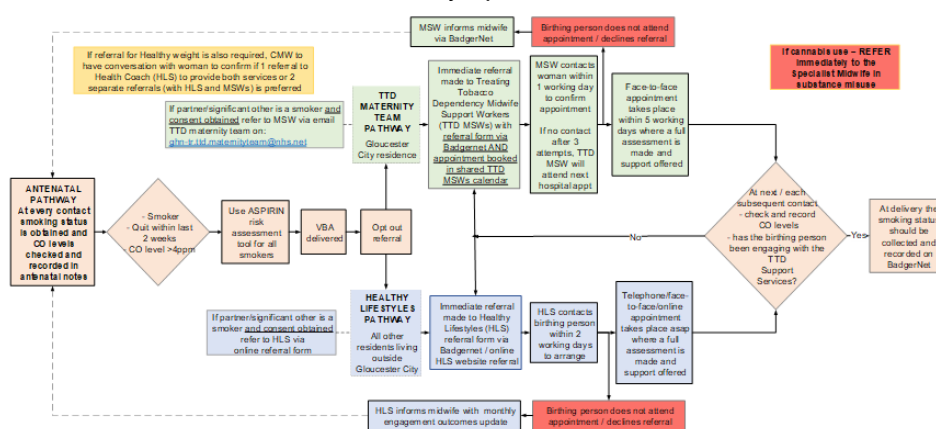 MSW informs midwife
via BadgerNet
Birthing person does not attend
appointment / declines referral
If cannabis use – REFER
Immediately to the
Specialist Midwife in
substance misuse
If referral for Healthy weight is also required, CMW to
have conversation with woman to confirm if 1 referral to
Health Coach (HLS) to provide both services or 2
separate referrals (with HLS and MSWs) is preferred
If partner/significant other is a smoker and
consent obtained refer to MSW via email
TTD maternity team on:
ghn-tr.ttd.maternityteam@nhs.net
TTD
MATERNITY
TEAM
PATHWAY
Gloucester
City residence
Immediate referral
made to Treating
Tobacco
Dependency Midwife
Support Workers
(TTD MSWs) with
referral form via
Badgernet AND
appointment booked
in shared TTD
MSWs calendar
MSW contacts
woman within
1 working day
to confirm
appointment
If no contact
after 3
attempts, TTD
MSW will
attend next
hospital appt
Face-to-face
appointment
takes place
within 5 working
days where a full
assessment is
made and
support offered
ANTENATAL
PATHWAY
At every contact
smoking status
is obtained and
CO levels
checked and
recorded in
antenatal notes
- Smoker
- Quit within last
2 weeks
- CO level >4ppm
Use ASPIRIN
risk
assessment
tool for all
smokers
VBA
delivered
Opt out
referral
No
At next / each
subsequent contact
- check and record
CO levels
- has the birthing person
been engaging with the
TTD
Support
Services?
Yes
At delivery the
smoking status
should be
collected and
recorded on
BadgerNet
If partner/significant other is a
smoker and consent obtained
refer to HLS via
online referral form
HEALTHY
LIFESTYLES
PATHWAY
All other
residents living
outside
Gloucester City
Immediate referral
made to Healthy
Lifestyles (HLS)
referral form via
Badgernet / online
HLS website referral
HLS contacts
birthing person
within 2
working days to
arrange
Telephone/face-
to-face/online
appointment
takes place asap
where a full
assessment is
made and
support offered
HLS informs midwife with monthly
engagement outcomes update
Birthing person does not attend
appointment / declines referral